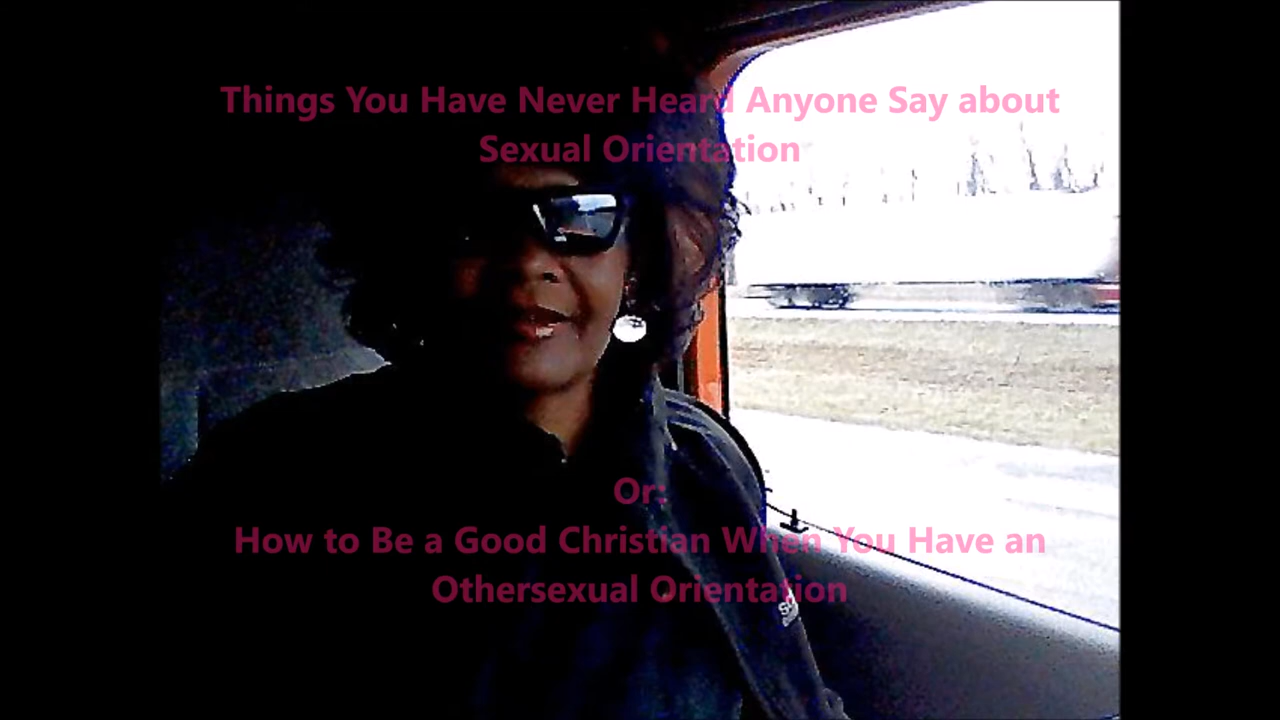 Things You Have Never Heard Anyone Say about
Sexual Orientation
Or:
How to Be a Good Christian When You Have an
Othersexual Orientation